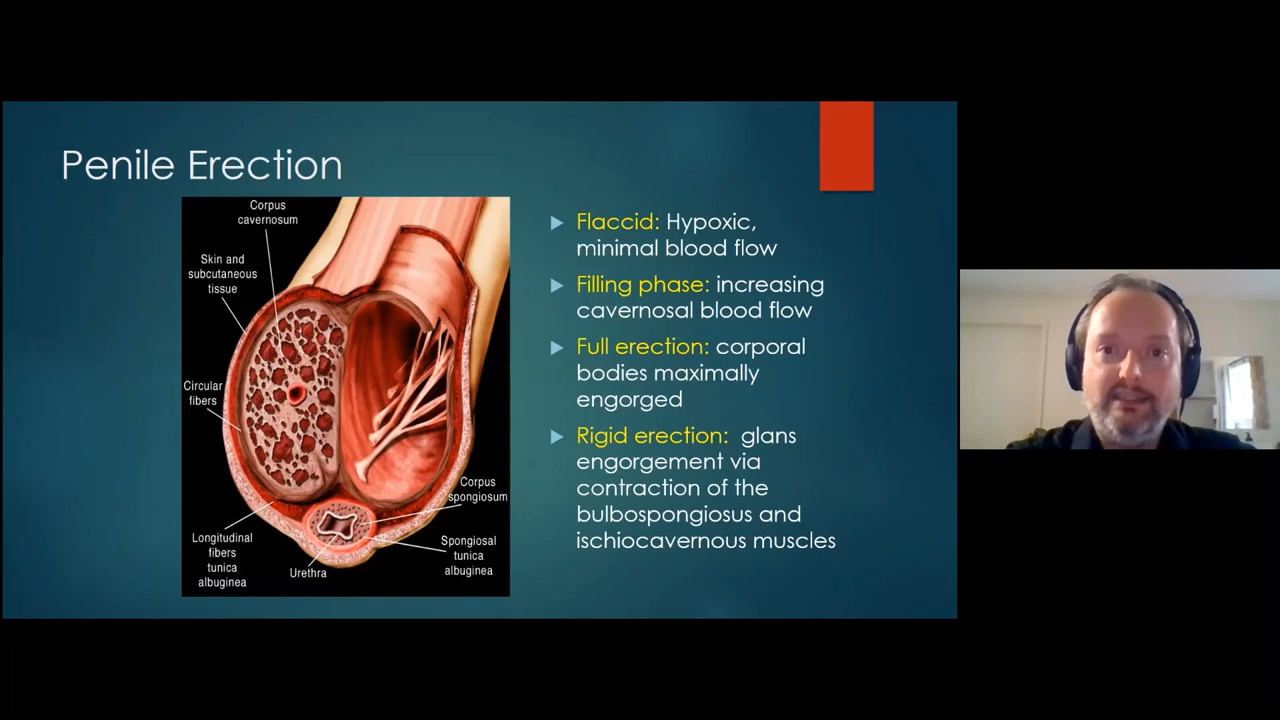 Penile Erection
Corpus
cavernosum
Skin and
subcutaneous
tissue
Circular
fibers
Longitudinal
fibers
tunica
albuginea
Urethra
Corpus
spongiosum
Spongiosal
tunica
albuginea
Flaccid: Hypoxic,
minimal blood flow
Filling phase: increasing
cavernosal blood flow
Full erection: corporal
bodies maximally
engorged
Rigid erection: glans
engorgement via
contraction of the
bulbospongiosus and
ischiocavernous muscles